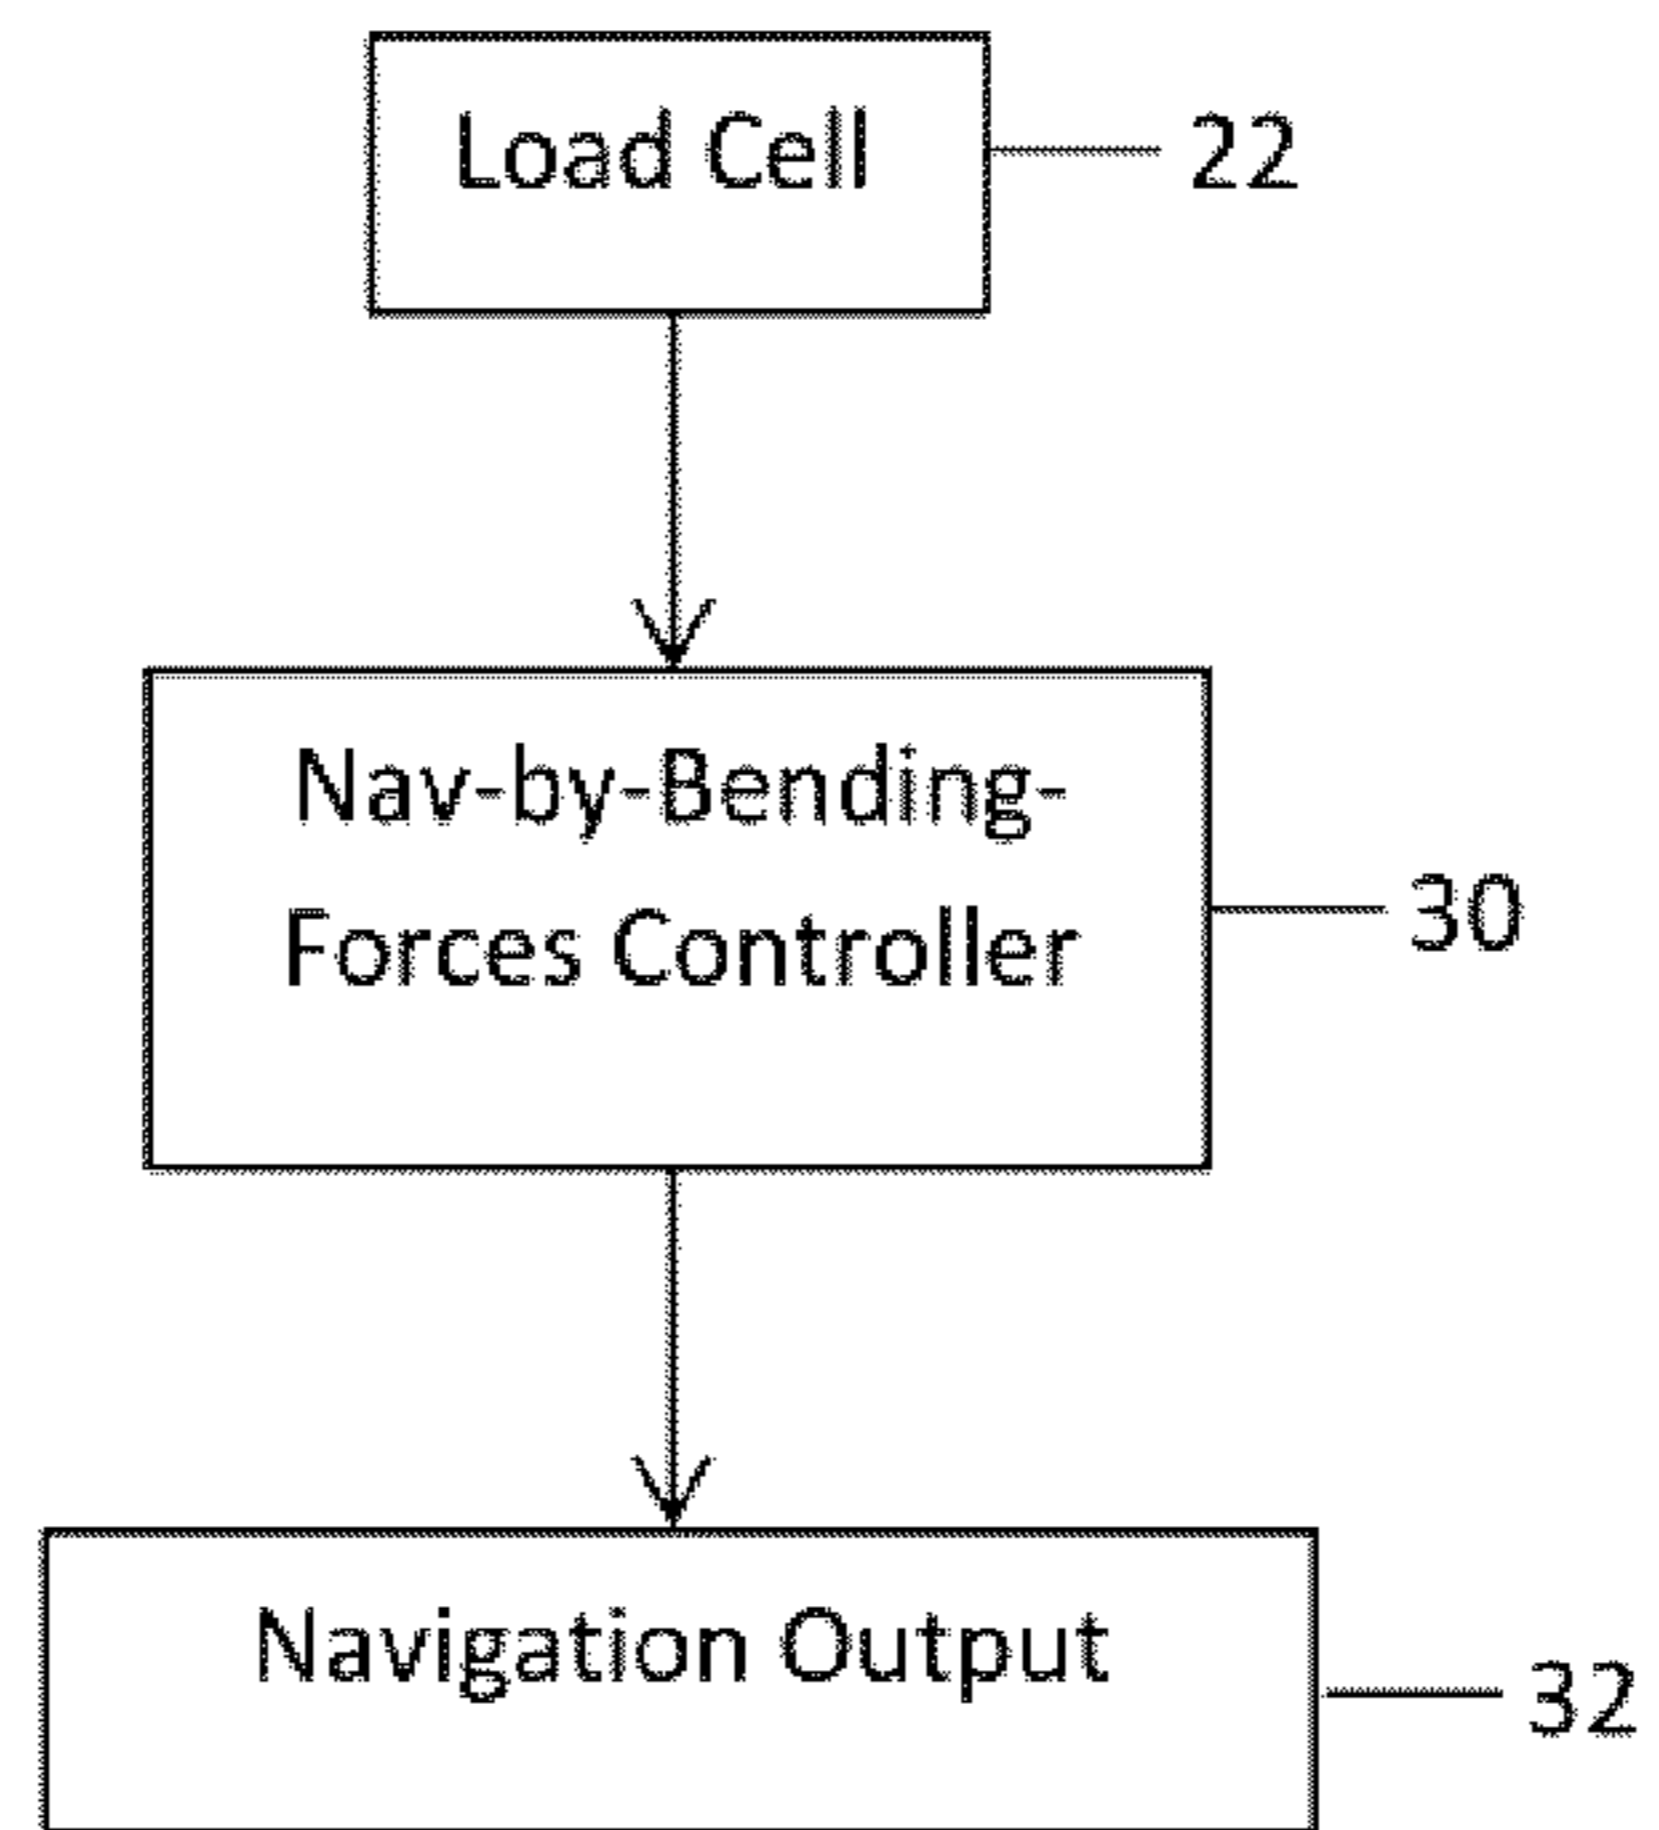 Load Cell
22
Nav-by-Bending-
Forces Controller
30
Navigation Output
32